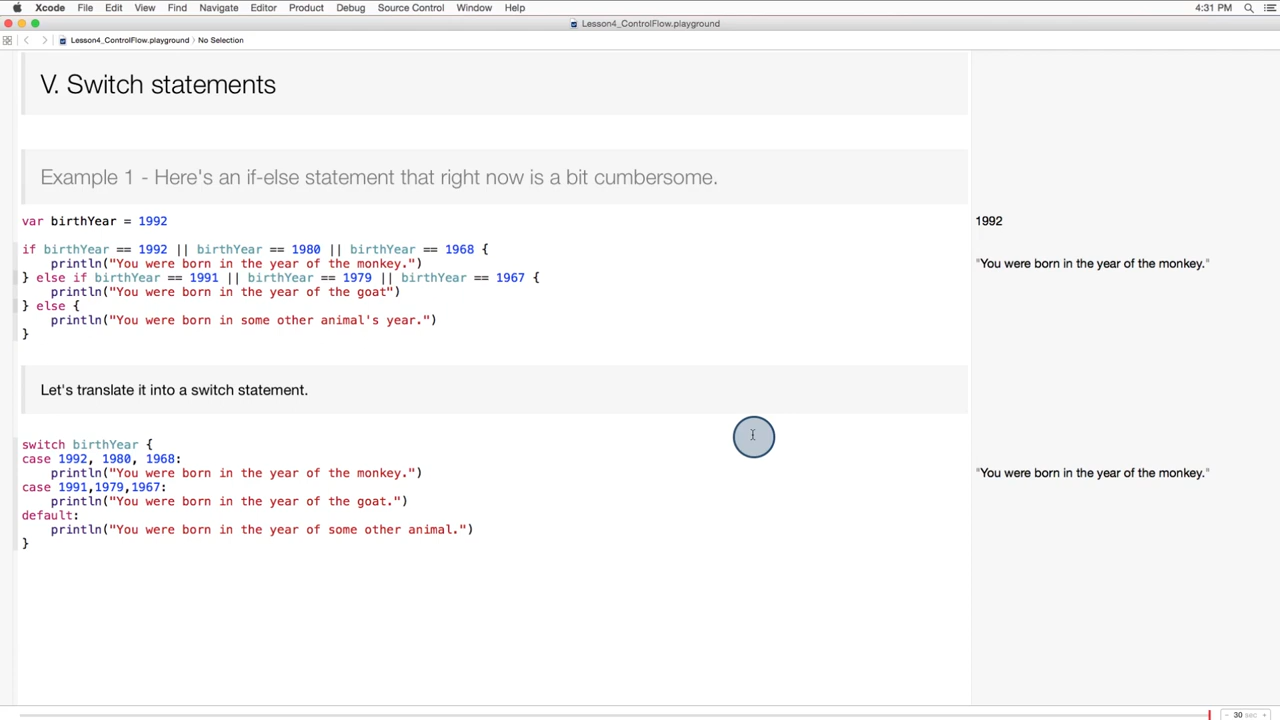 Xcode File Edit View Find Navigate Editor Product Debug Source Control Window Help 4:31 PM
Lesson4_ControlFlow.playground
Lesson4_ControlFlow.playground › No Selection
V. Switch statements
Example 1 - Here's an if-else statement that right now is a bit cumbersome.
var birthYear = 1992
1992
if birthYear == 1992 || birthYear == 1980 || birthYear == 1968 {
println("You were born in the year of the monkey.")
"You were born in the year of the monkey."
} else if birthYear == 1991 || birthYear == 1979 || birthYear == 1967 {
println("You were born in the year of the goat")
} else {
println("You were born in some other animal's year.")
}
Let's translate it into a switch statement.
switch birthYear {
case 1992, 1980, 1968:
println("You were born in the year of the monkey.")
"You were born in the year of the monkey."
case 1991,1979,1967:
println("You were born in the year of the goat.")
default:
println("You were born in the year of some other animal.")
}
- 30 sec +